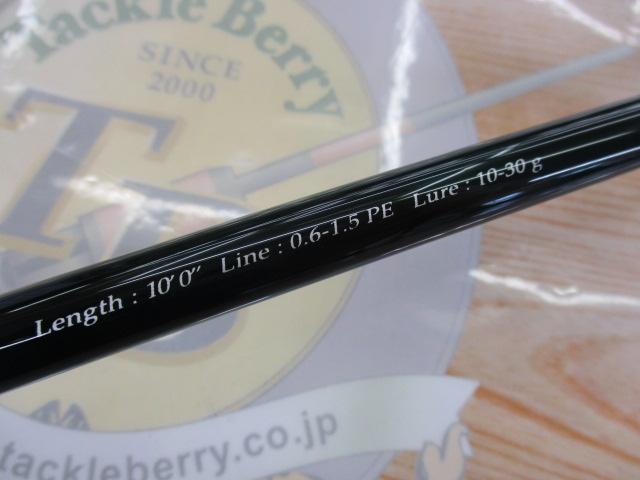 Tackle Berry
SINCE
2000
Length : 10'0" Line : 0.6-1.5 PE Lure : 10-30 g
tackleberry.co.jp